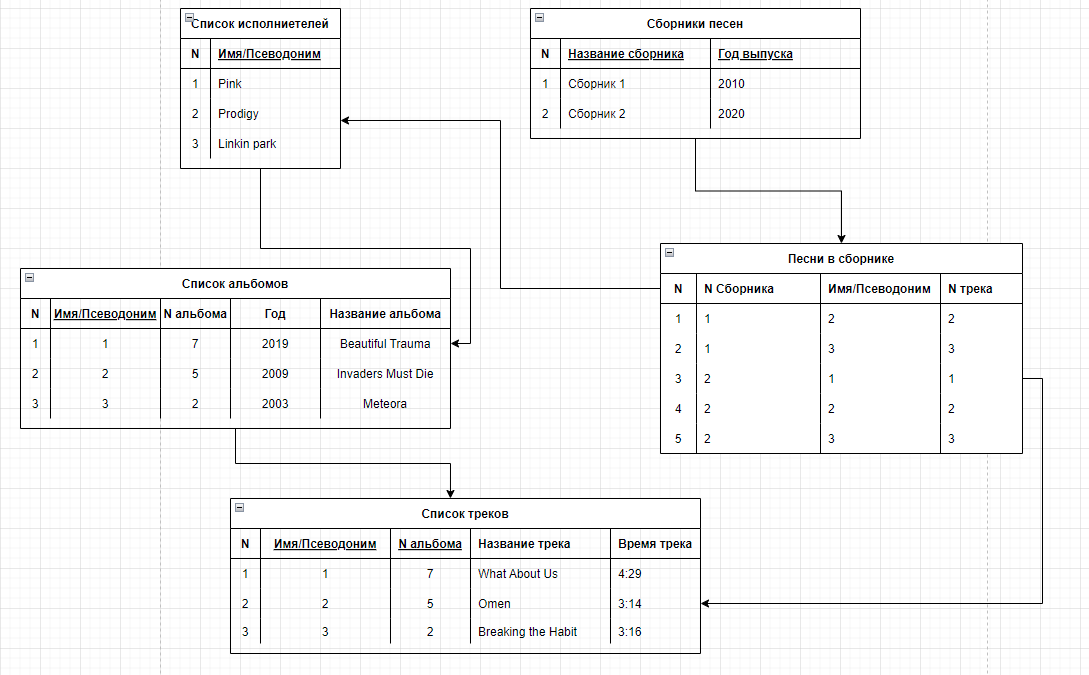 Список исполниетелей
N Имя/Псеводоним
1 Pink
2 Prodigy
3 Linkin park
Сборники песен
N Название сборника Год выпуска
1 Сборник 1 2010
2 Сборник 2 2020
Список альбомов
N Имя/Псеводоним N альбома Год Название альбома
1 1 7 2019 Beautiful Trauma
2 2 5 2009 Invaders Must Die
3 3 2 2003 Meteora
Песни в сборнике
N N Сборника Имя/Псеводоним N трека
1 1 2 2
2 1 3 3
3 2 1 1
4 2 2 2
5 2 3 3
Список треков
N Имя/Псеводоним N альбома Название трека Время трека
1 1 7 What About Us 4:29
2 2 5 Omen 3:14
3 3 2 Breaking the Habit 3:16